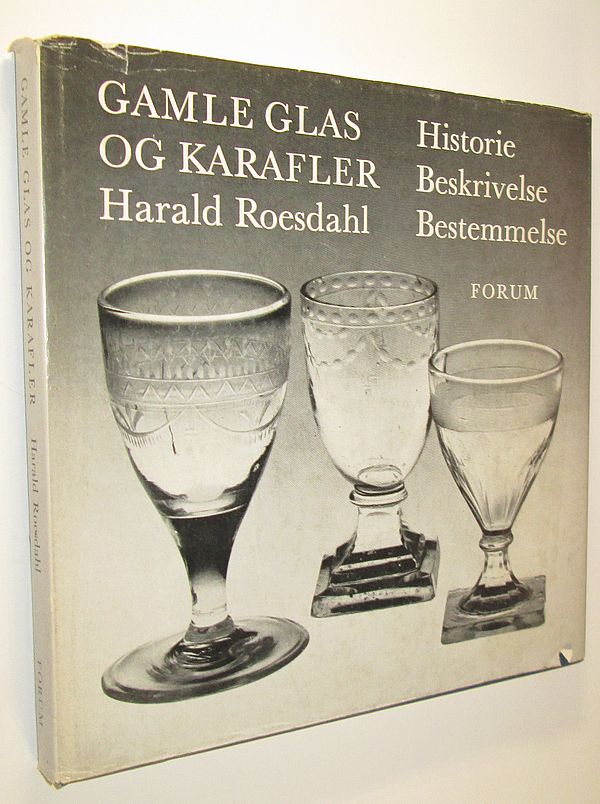 GAMLE GLAS
OG KARAFLER
Harald Roesdahl
Historie
Beskrivelse
Bestemmelse
FORUM
GAMLE GLAS OG KARAFLER Harald Roesdahl FORUM